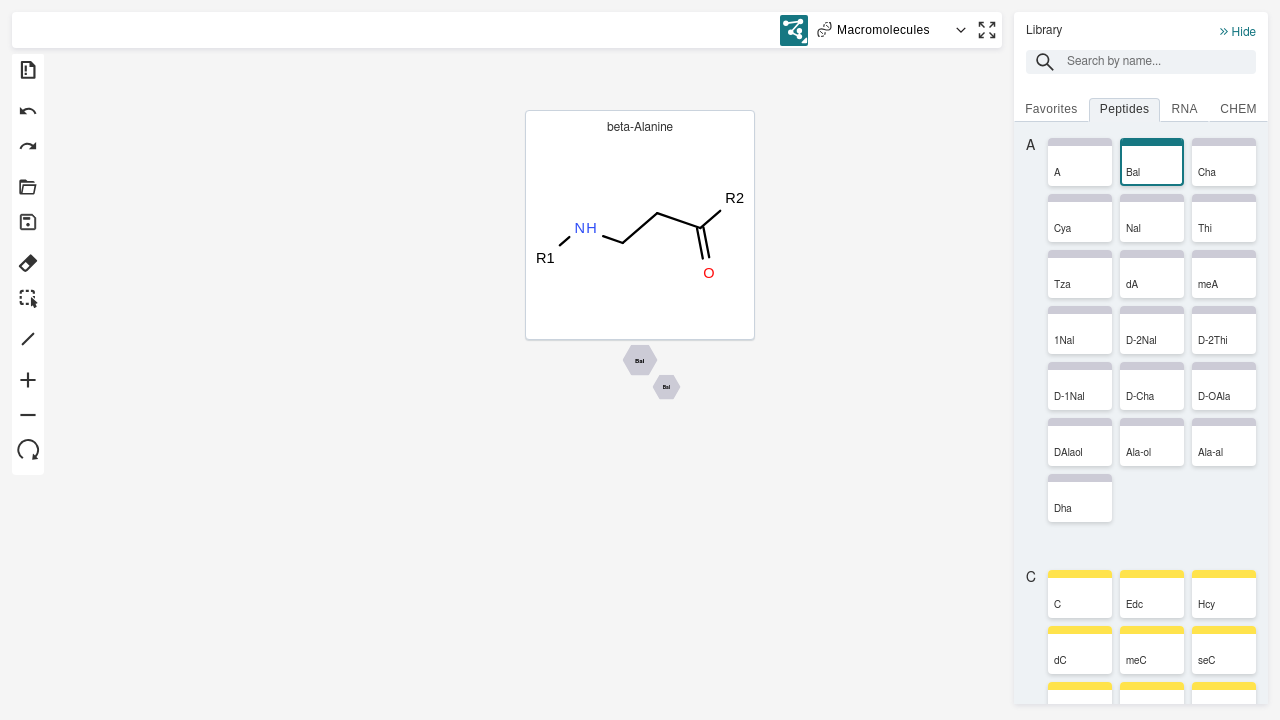 Macromolecules
Library
Hide
Search by name...
Favorites
Peptides
RNA
CHEM
beta-Alanine
R1
NH
R2
O
Bal
Bal
A
A
Bal
Cha
Cya
Nal
Thi
Tza
dA
meA
1Nal
D-2Nal
D-2Thi
D-1Nal
D-Cha
D-OAla
DAlaol
Ala-ol
Ala-al
Dha
C
C
Edc
Hcy
dC
meC
seC